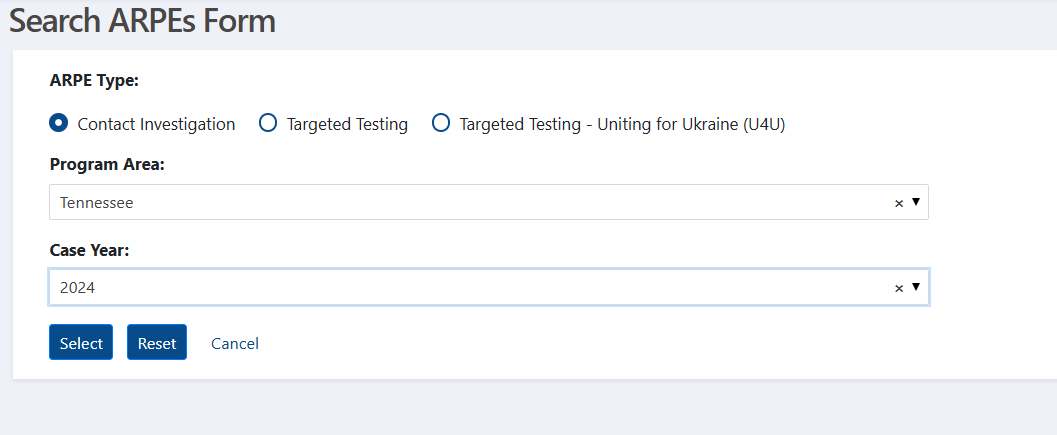 Search ARPEs Form
ARPE Type:
Contact Investigation Targeted Testing Targeted Testing - Uniting for Ukraine (U4U)
Program Area:
Tennessee × ▼
Case Year:
2024 × ▼
Select Reset Cancel